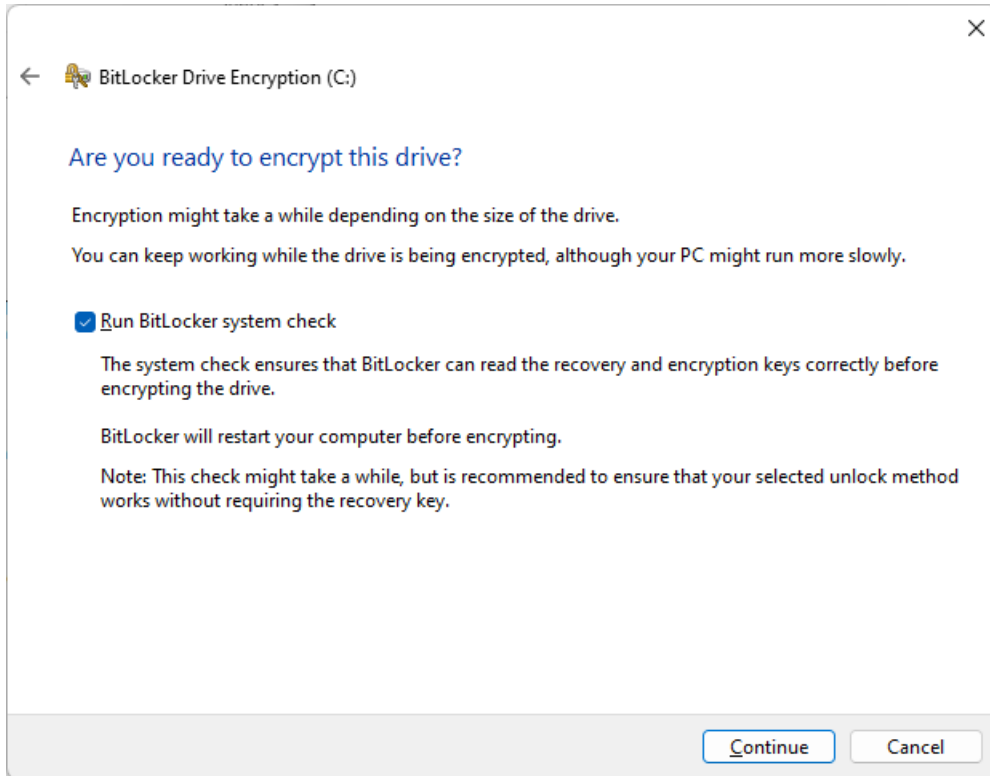 BitLocker Drive Encryption (C:)
Are you ready to encrypt this drive?
Encryption might take a while depending on the size of the drive.
You can keep working while the drive is being encrypted, although your PC might run more slowly.
Run BitLocker system check
The system check ensures that BitLocker can read the recovery and encryption keys correctly before
encrypting the drive.
BitLocker will restart your computer before encrypting.
Note: This check might take a while, but is recommended to ensure that your selected unlock method
works without requiring the recovery key.
Continue
Cancel